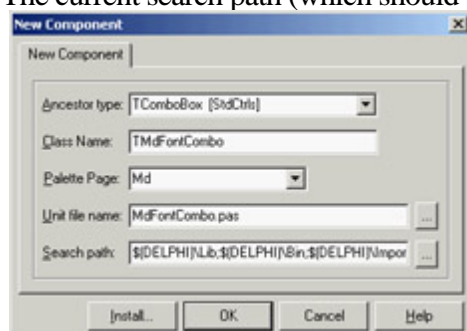 The current search path (which should
New Component
New Component
Ancestor type: TComboBox [StdCtrls]
Class Name: TMdFontCombo
Palette Page: Md
Unit file name: MdFontCombo.pas ...
Search path: $(DELPHI)\Lib;$(DELPHI)\Bin;$(DELPHI)\Impor ...
Install... OK Cancel Help